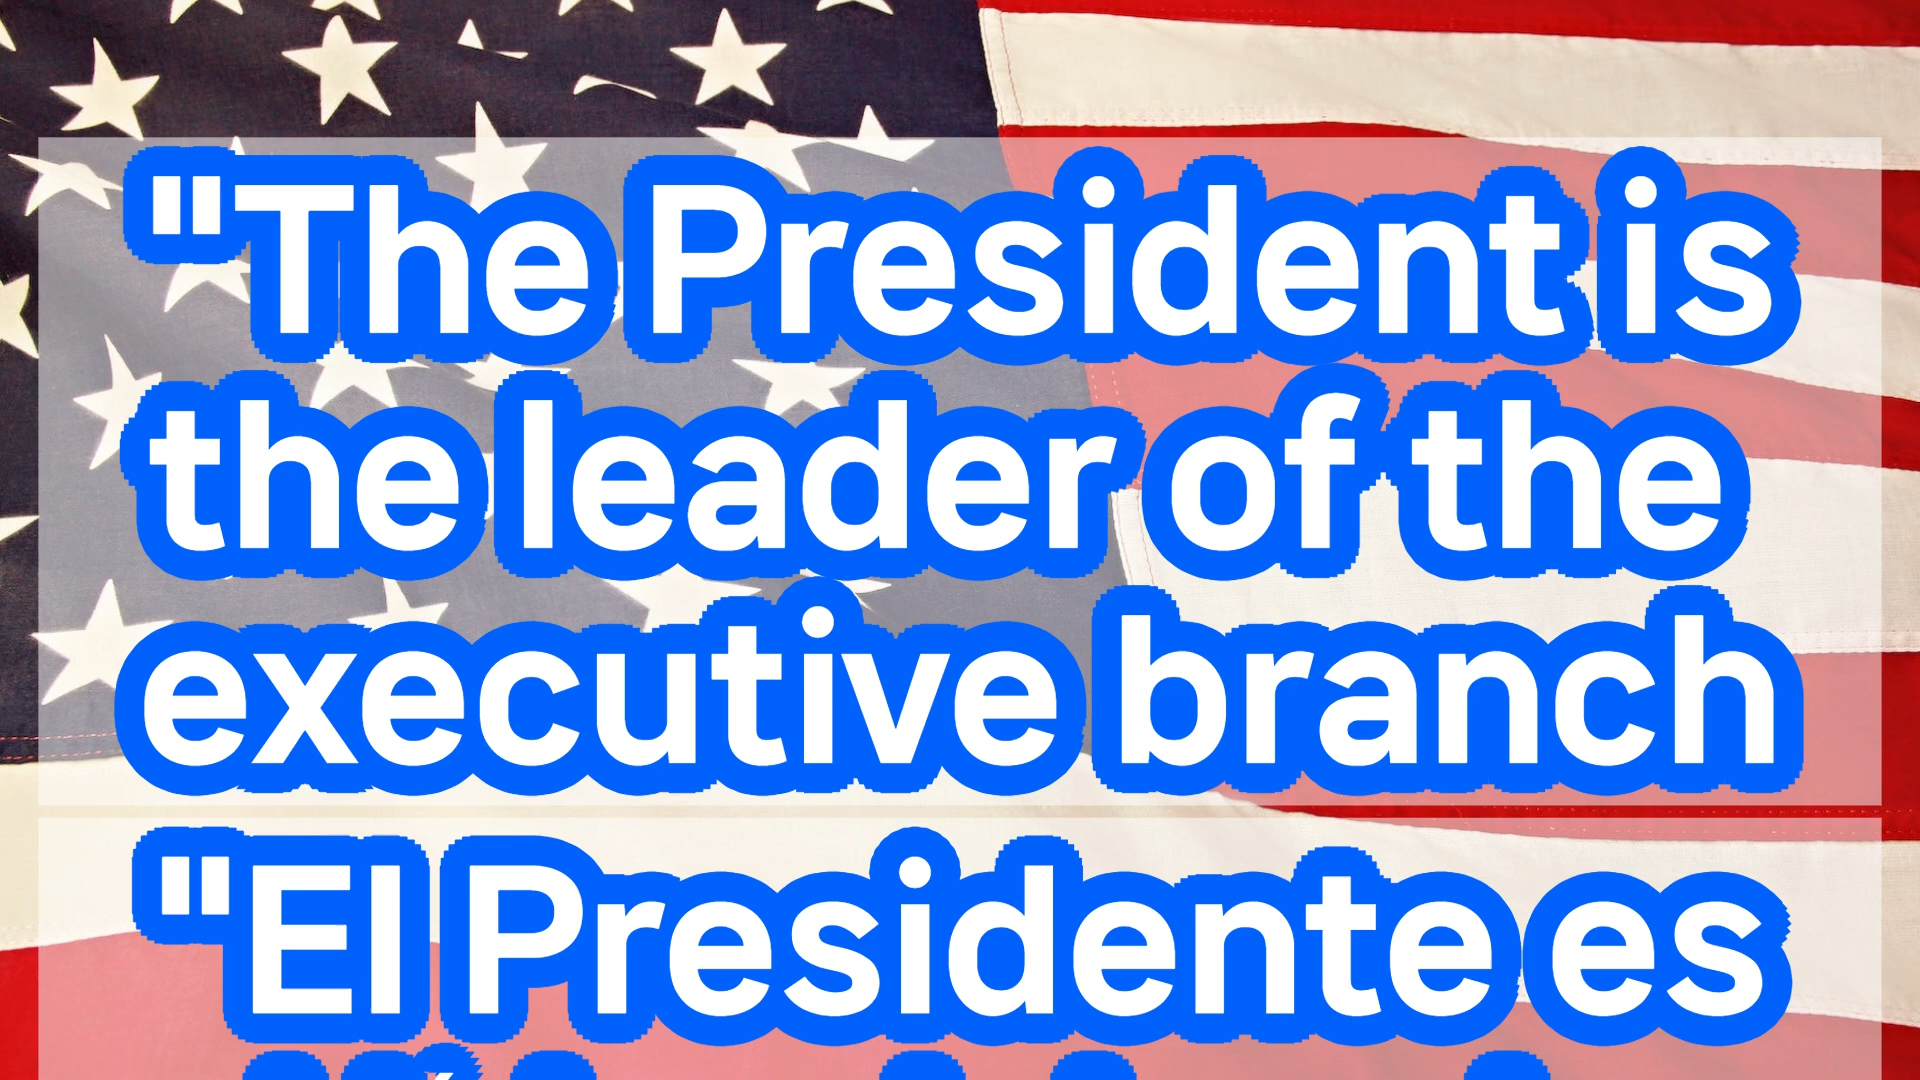 "The President is
the leader of the
executive branch
"El Presidente es